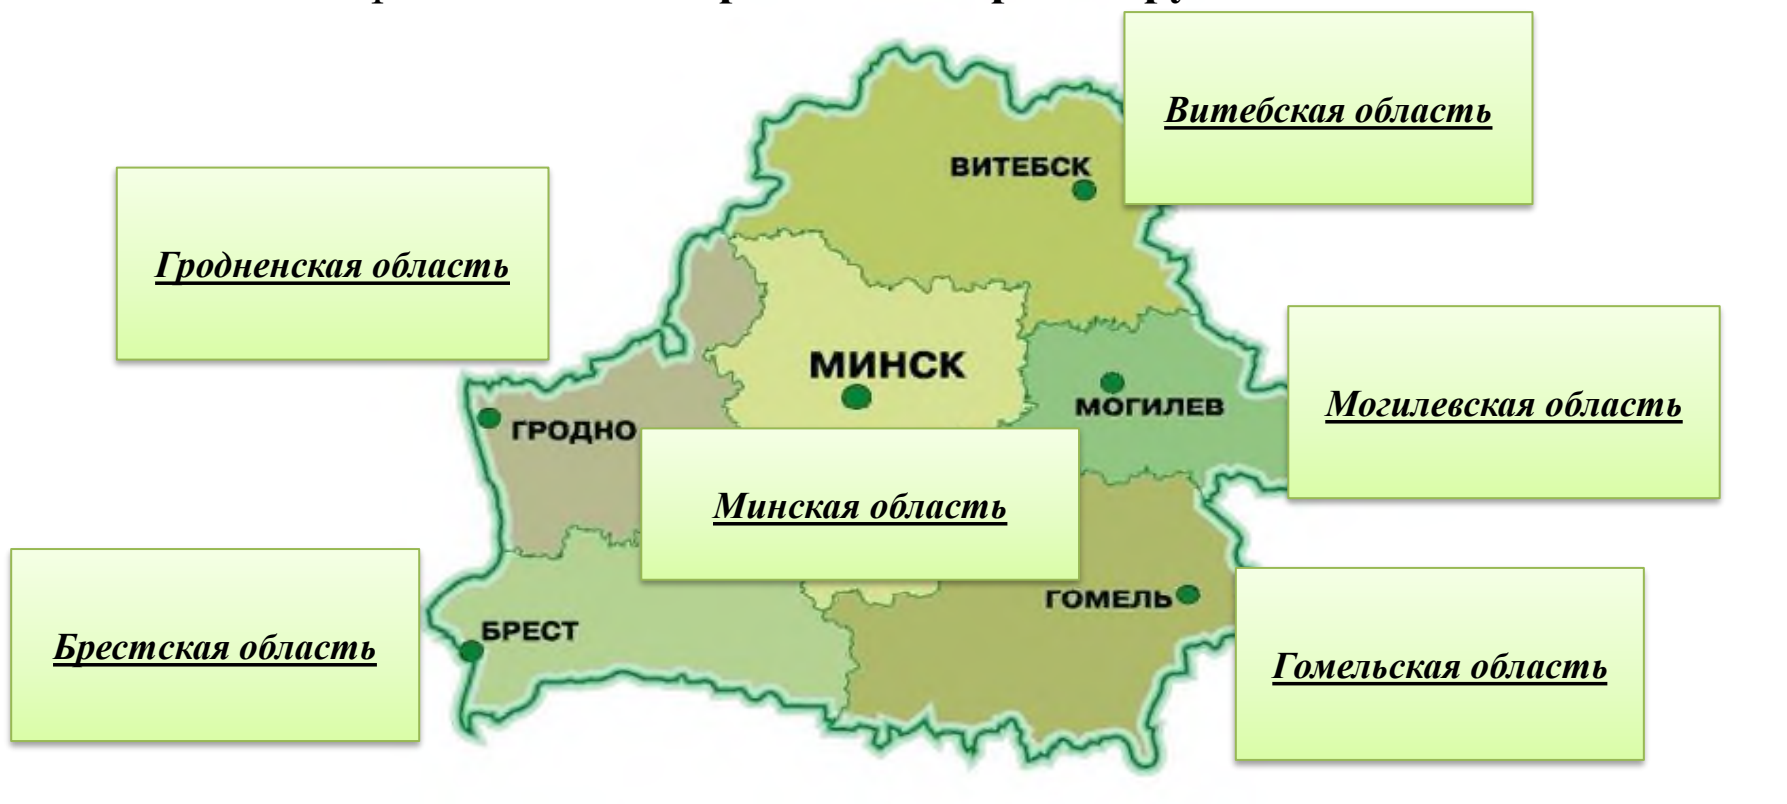 Витебская область
ВИТЕБСК
Гродненская область
МИНСК
Могилевская область
МОГИЛЕВ
ГРОДНО
Минская область
ГОМЕЛЬ
БРЕСТ
Брестская область
Гомельская область